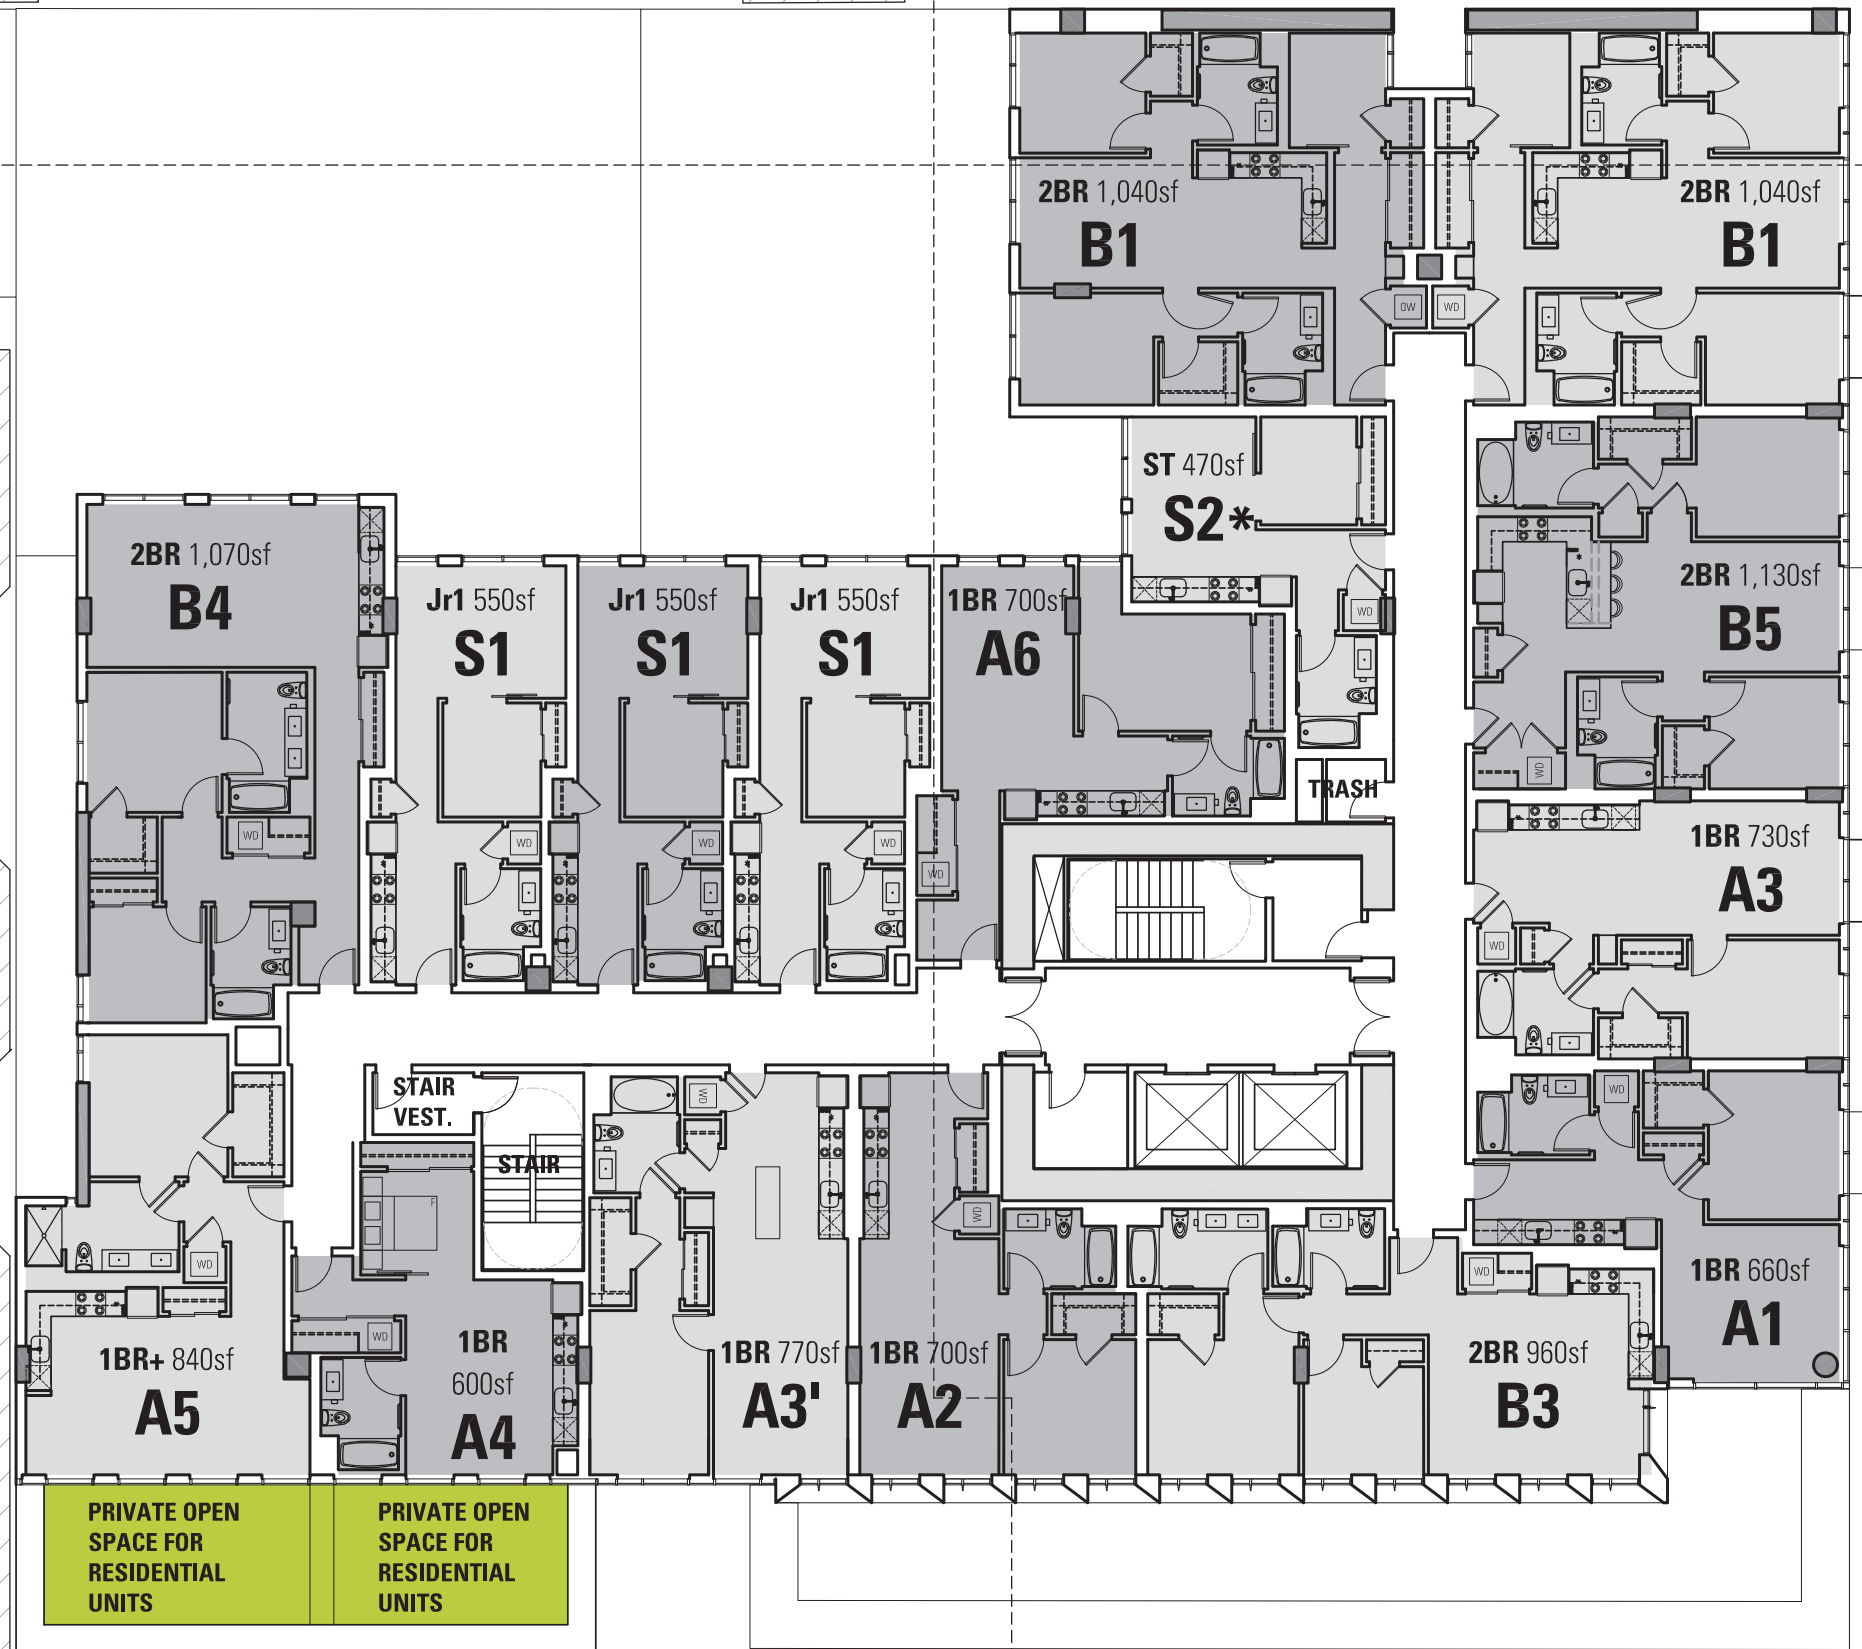 2BR 1,040sf
B1
2BR 1,040sf
B1
WD
WD
ST 470sf
S2*
2BR 1,070sf
B4
Jr1 550sf
S1
Jr1 550sf
S1
Jr1 550sf
S1
1BR 700sf
A6
WD
2BR 1,130sf
B5
WD
TRASH
WD
WD
WD
WD
WD
1BR 730sf
A3
WD
STAIR
VEST.
STAIR
WD
WD
WD
WD
WD
WD
1BR+ 840sf
A5
1BR
600sf
A4
F
1BR 770sf
A3'
1BR 700sf
A2
2BR 960sf
B3
1BR 660sf
A1
PRIVATE OPEN
SPACE FOR
RESIDENTIAL
UNITS
PRIVATE OPEN
SPACE FOR
RESIDENTIAL
UNITS